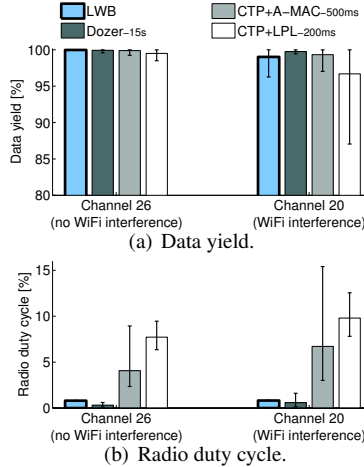 LWB CTP+A-MAC–500ms
Dozer–15s CTP+LPL–200ms
Data yield [%]
100
95
90
85
80
Channel 26 Channel 20
(no WiFi interference) (WiFi interference)
(a) Data yield.
Radio duty cycle [%]
15
10
5
0
Channel 26 Channel 20
(no WiFi interference) (WiFi interference)
(b) Radio duty cycle.